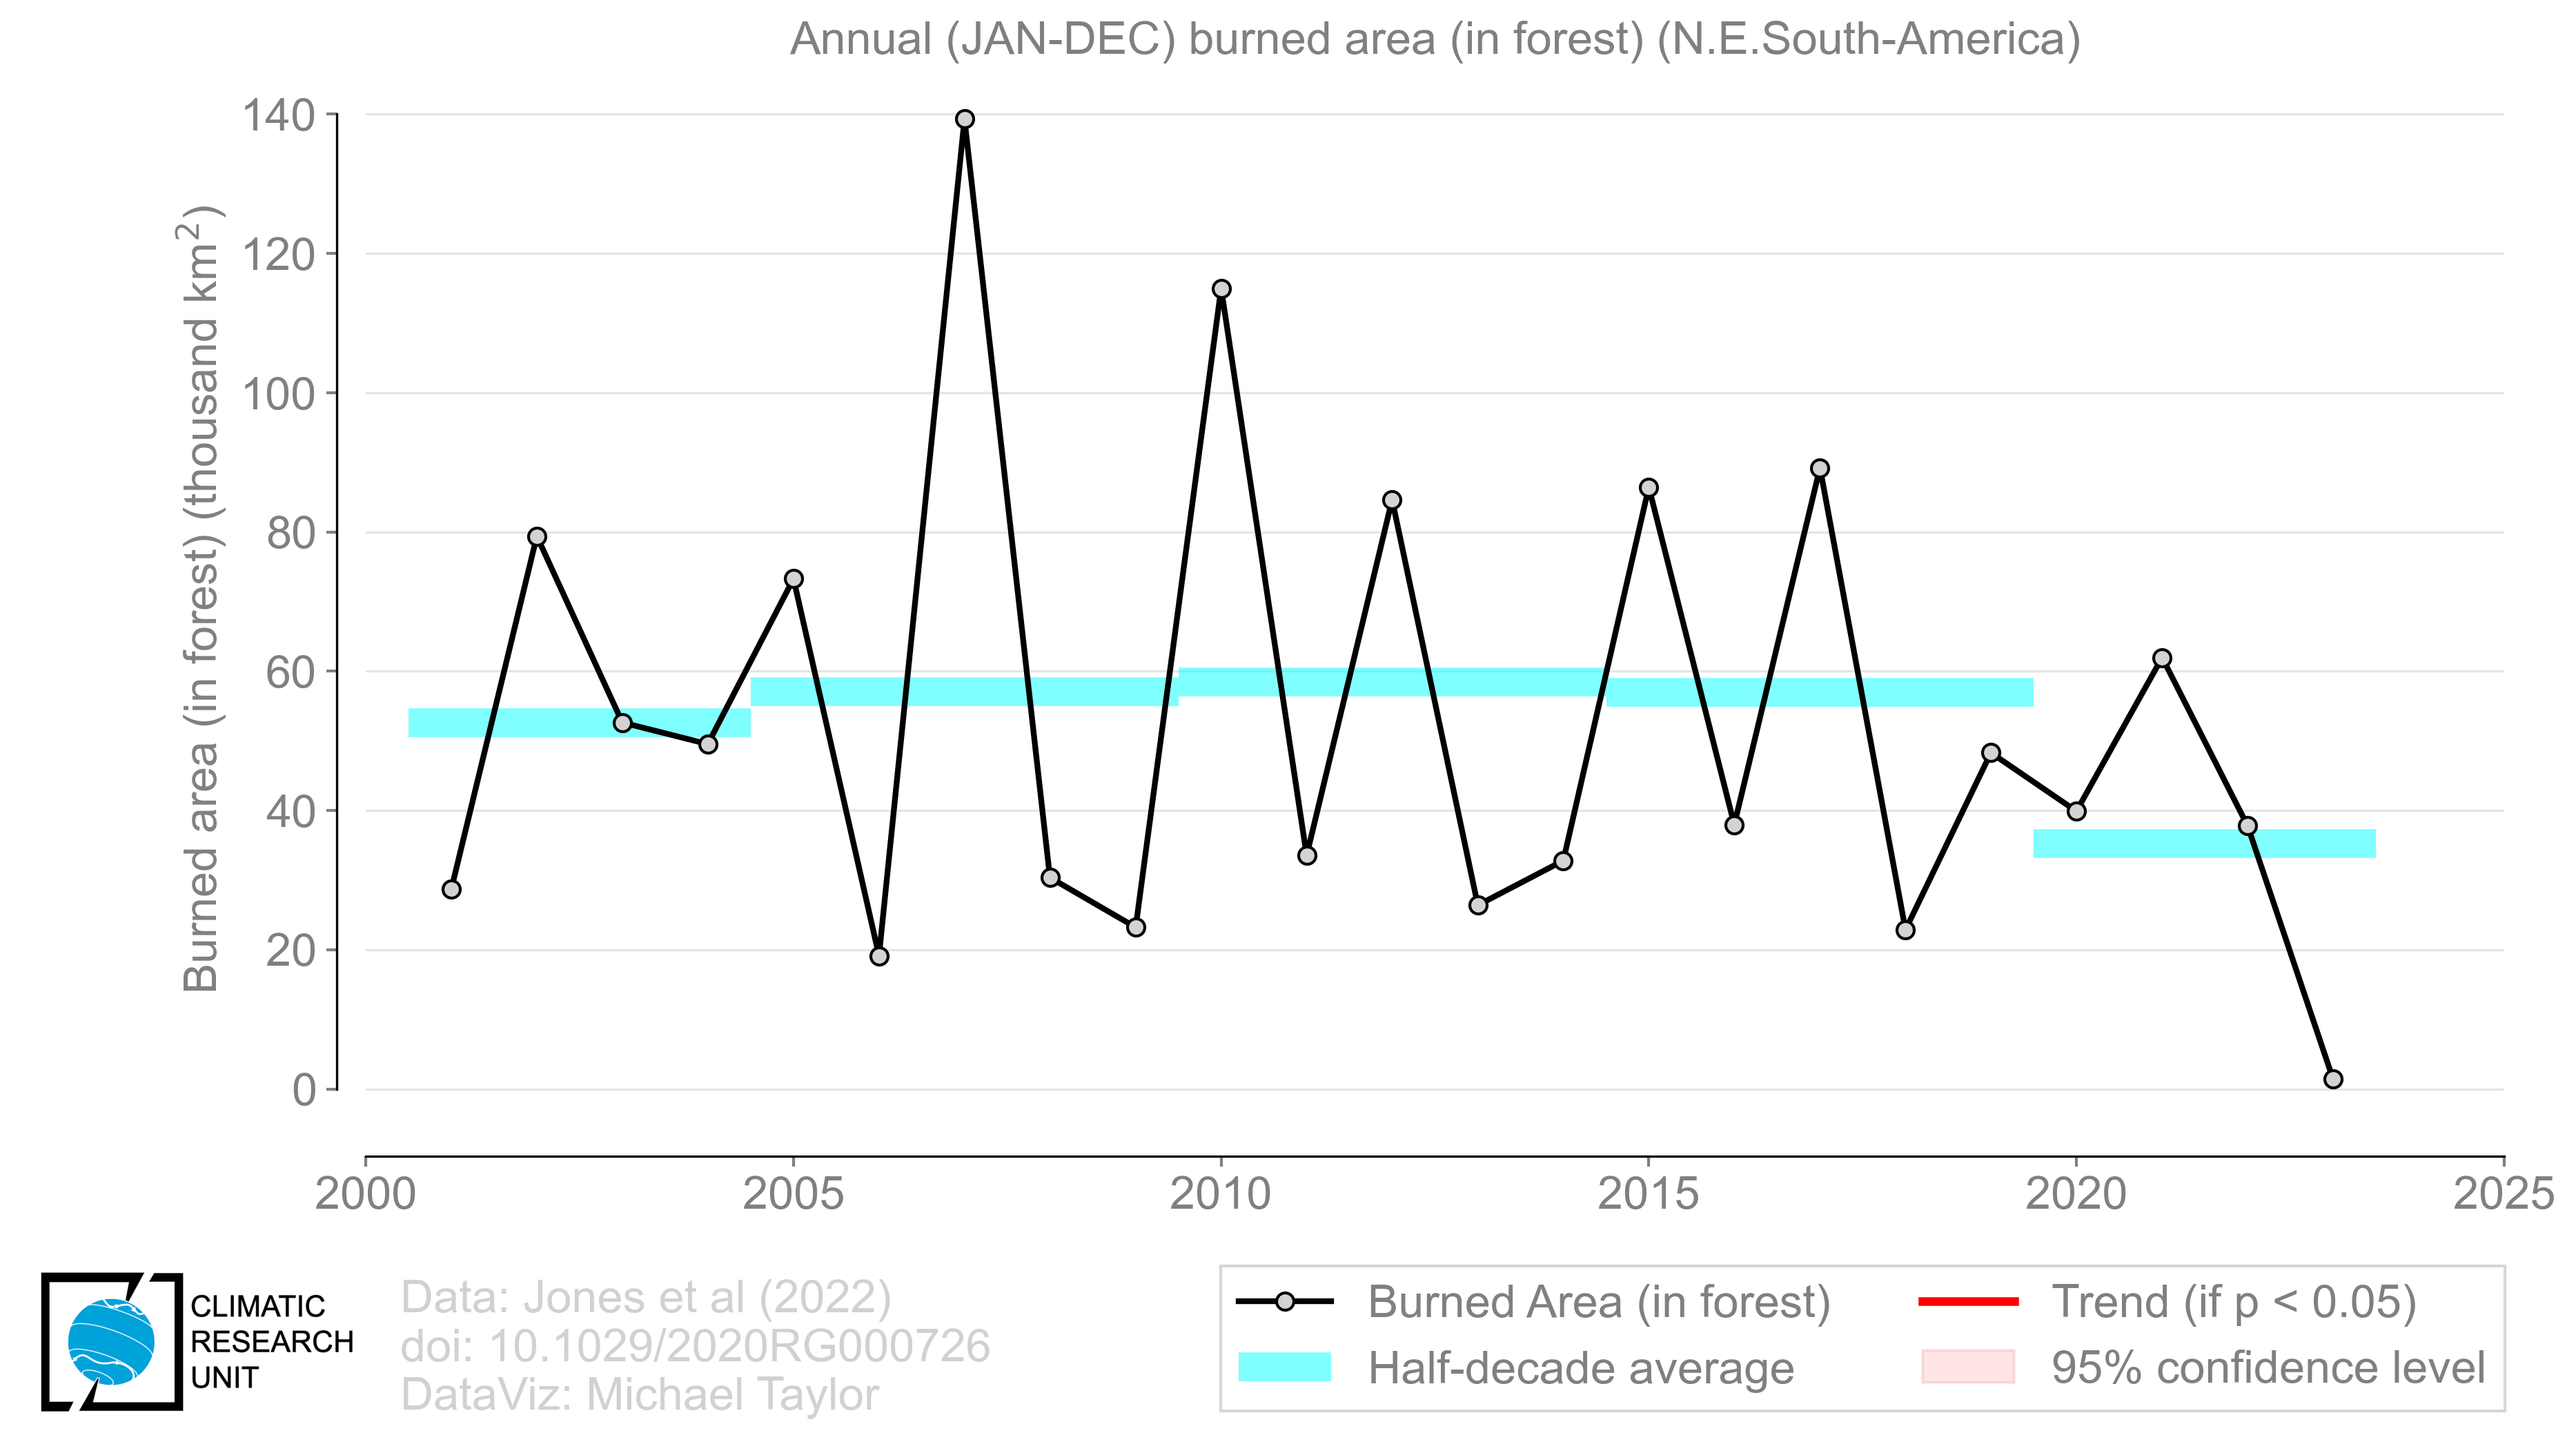 Annual (JAN-DEC) burned area (in forest) (N.E.South-America)
Burned area (in forest) (thousand km²)
140
120
100
80
60
40
20
0
2000
2005
2010
2015
2020
2025
CLIMATIC
RESEARCH
UNIT
Data: Jones et al (2022)
doi: 10.1029/2020RG000726
DataViz: Michael Taylor
Burned Area (in forest)
Half-decade average
Trend (if p < 0.05)
95% confidence level